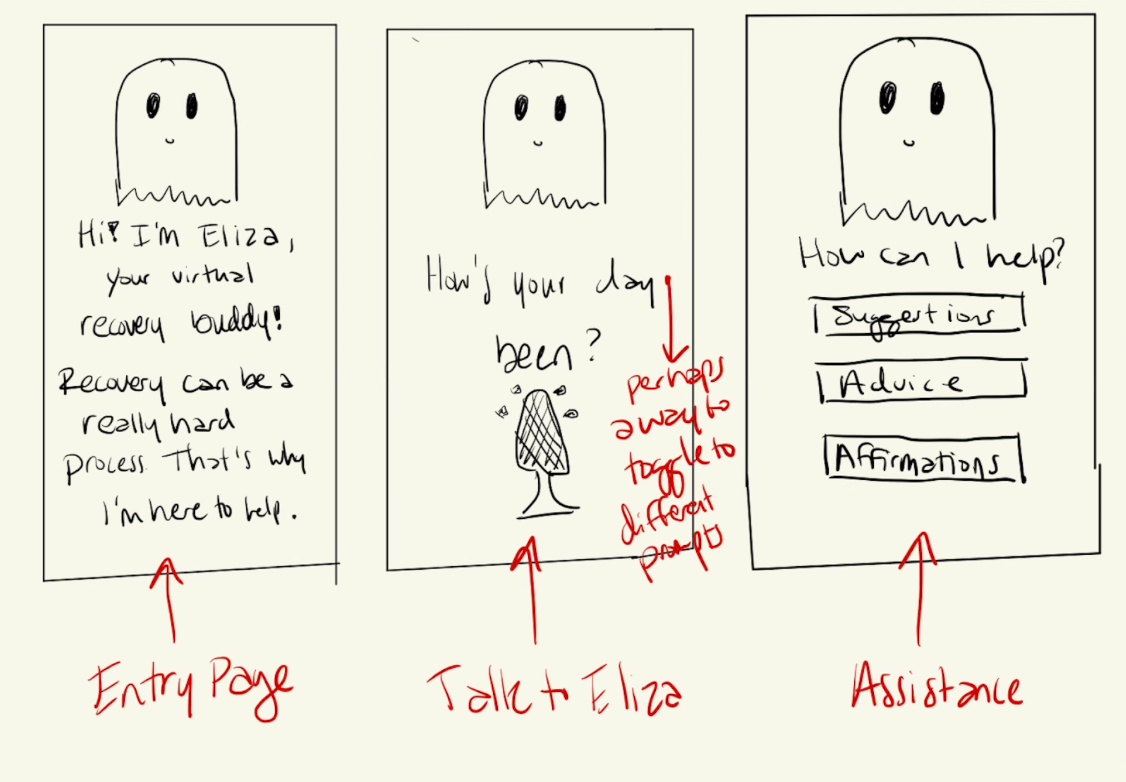 Hi! I'm Eliza,
your virtual
recovery buddy!
Recovery can be a
really hard
process. That's why
I'm here to help.
Entry Page
How's your day
been?
perhaps
a way to
toggle to
different
prompts
Talk to Eliza
How can I help?
Suggestions
Advice
Affirmations
Assistance